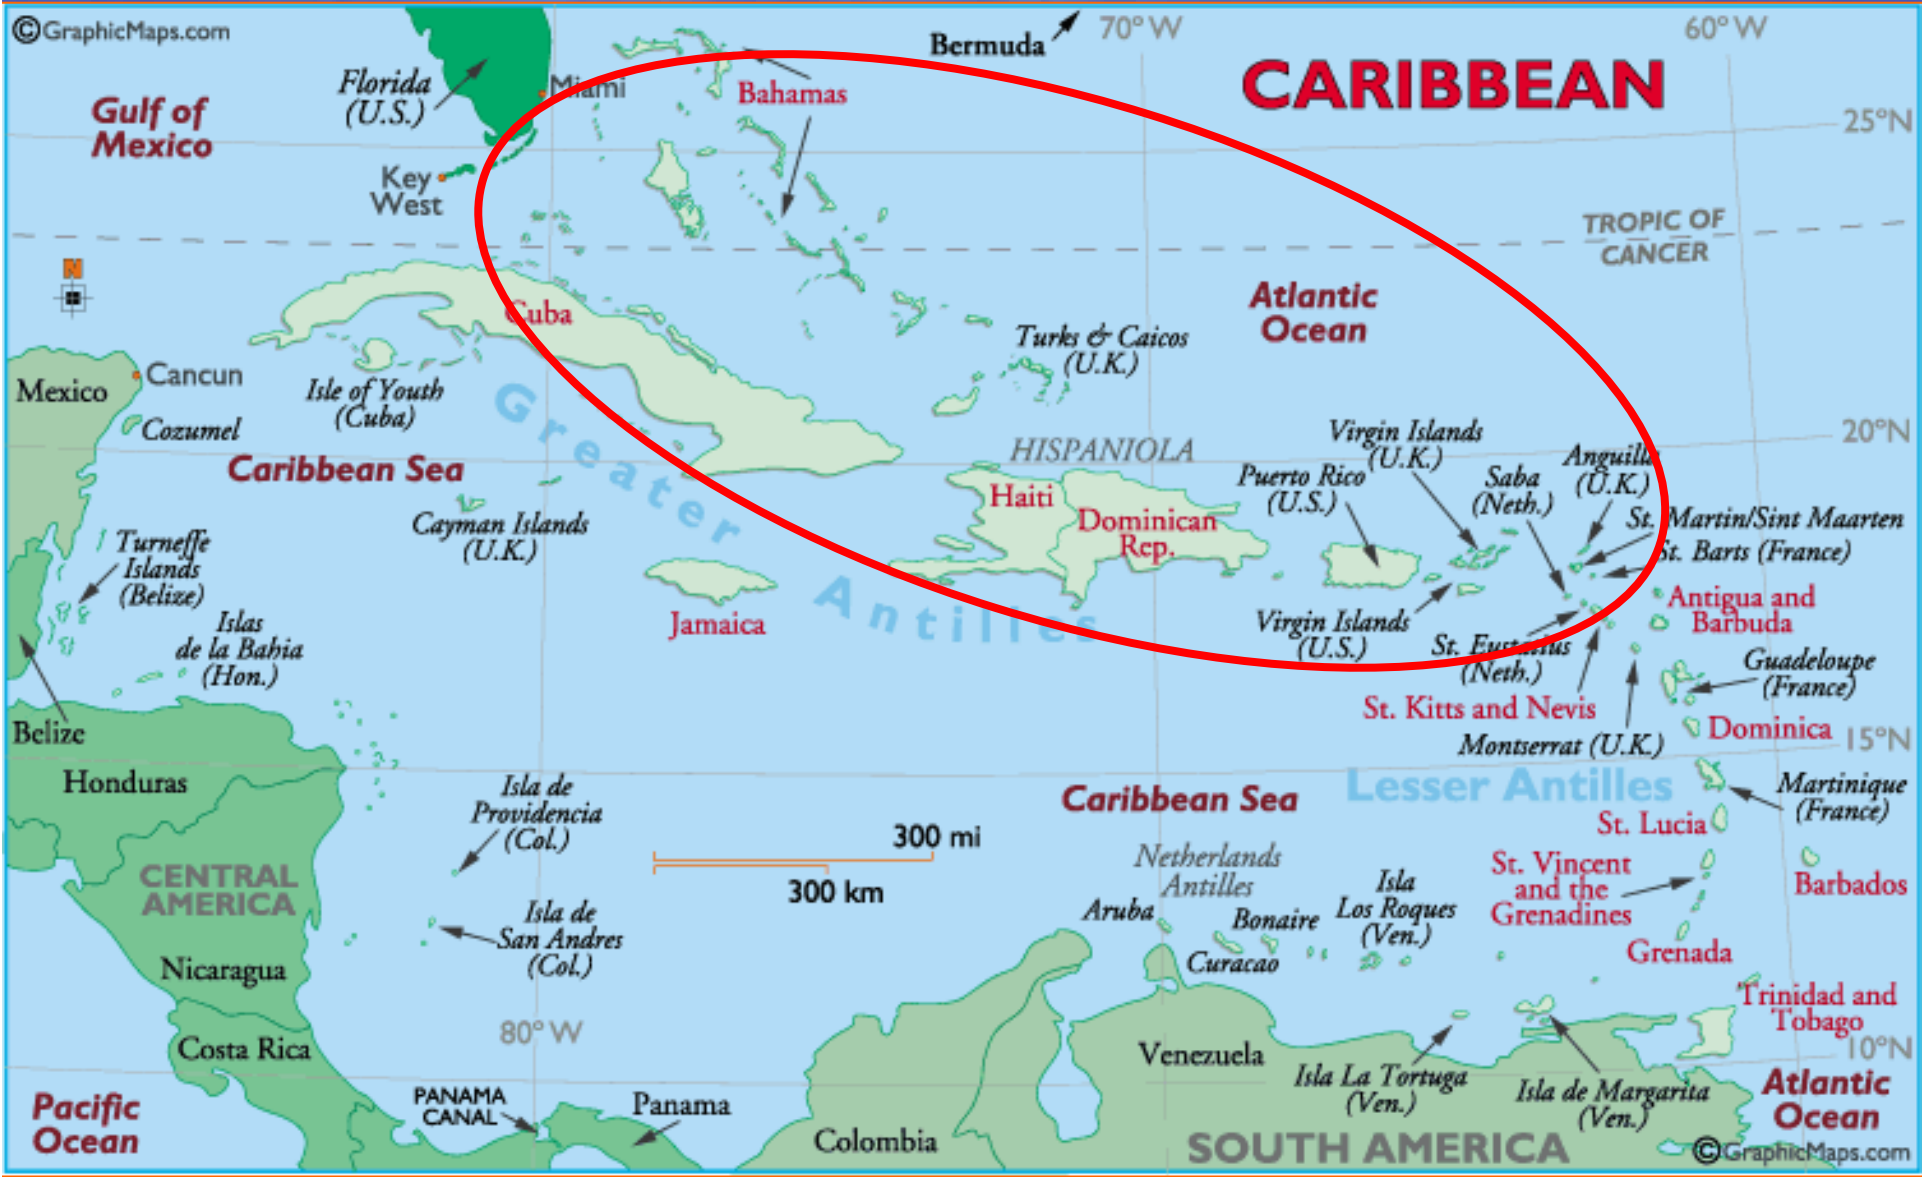 ©GraphicMaps.com
Bermuda
70° W
60° W
CARIBBEAN
Florida
(U.S.)
Miami
Bahamas
Gulf of
Mexico
25°N
Key
West
TROPIC OF
CANCER
N
Cuba
Atlantic
Ocean
Turks & Caicos
(U.K.)
Mexico
Cancun
Isle of Youth
(Cuba)
Cozumel
Greater
Antilles
20°N
Caribbean Sea
HISPANIOLA
Virgin Islands
(U.K.)
Anguilla
(U.K.)
Puerto Rico
(U.S.)
Saba
(Neth.)
Haiti
Dominican
Rep.
Cayman Islands
(U.K.)
St. Martin/Sint Maarten
St. Barts (France)
Turneffe
Islands
(Belize)
Jamaica
Antigua and
Barbuda
Virgin Islands
(U.S.)
St. Eustatius
(Neth.)
Islas
de la Bahia
(Hon.)
Guadeloupe
(France)
St. Kitts and Nevis
Dominica
Belize
Montserrat (U.K.)
15°N
Honduras
Lesser Antilles
Isla de
Providencia
(Col.)
Caribbean Sea
Martinique
(France)
St. Lucia
300 mi
300 km
Netherlands
Antilles
CENTRAL
AMERICA
St. Vincent
and the
Grenadines
Barbados
Isla
Los Roques
(Ven.)
Aruba
Bonaire
Curacao
Isla de
San Andres
(Col.)
Grenada
Nicaragua
Trinidad and
Tobago
80° W
Costa Rica
Venezuela
10°N
Isla La Tortuga
(Ven.)
Isla de Margarita
(Ven.)
Atlantic
Ocean
Pacific
Ocean
PANAMA
CANAL
Panama
Colombia
SOUTH AMERICA
©GraphicMaps.com